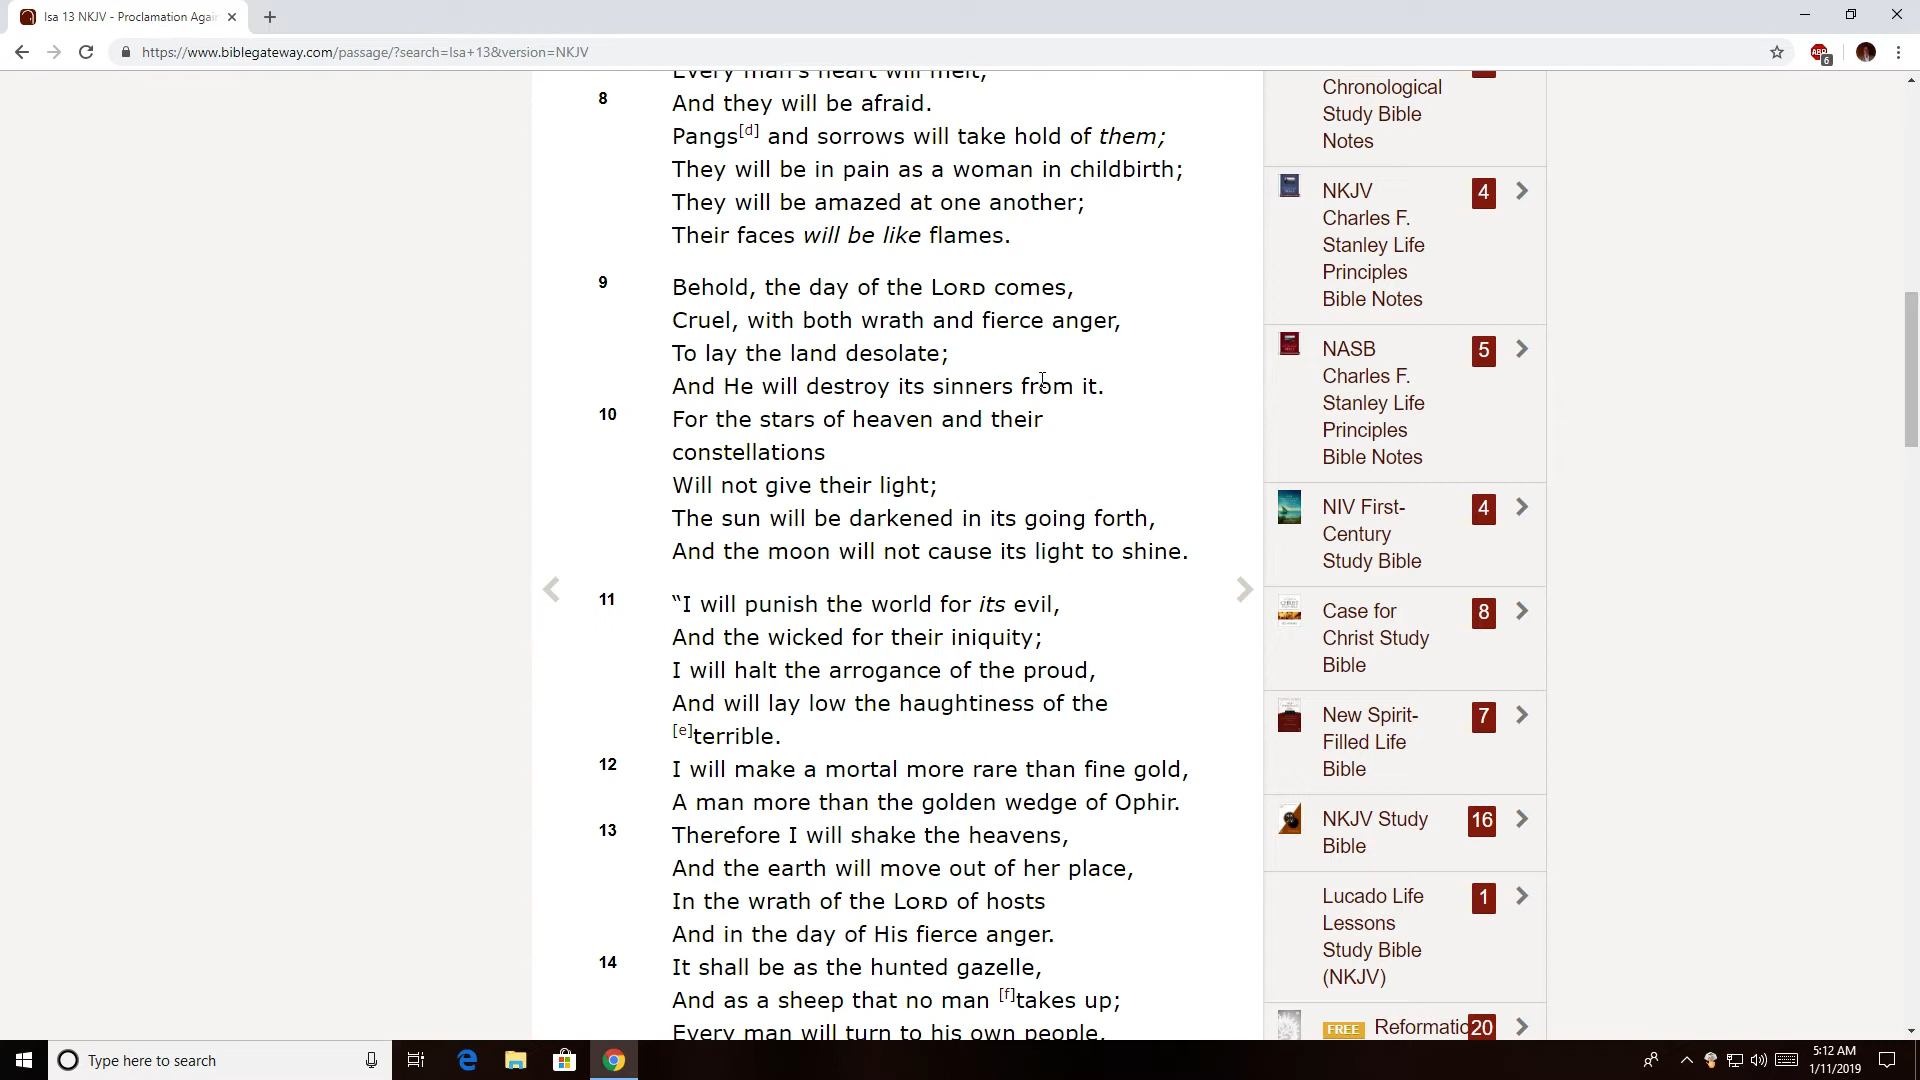 Isa 13 NKJV - Proclamation Again
https://www.biblegateway.com/passage/?search=Isa+13&version=NKJV
6
Every man's heart will melt,
8 And they will be afraid.
Pangs[d] and sorrows will take hold of them;
They will be in pain as a woman in childbirth;
They will be amazed at one another;
Their faces will be like flames.
9 Behold, the day of the LORD comes,
Cruel, with both wrath and fierce anger,
To lay the land desolate;
And He will destroy its sinners from it.
10 For the stars of heaven and their
constellations
Will not give their light;
The sun will be darkened in its going forth,
And the moon will not cause its light to shine.
11 “I will punish the world for its evil,
And the wicked for their iniquity;
I will halt the arrogance of the proud,
And will lay low the haughtiness of the
[e]terrible.
12 I will make a mortal more rare than fine gold,
A man more than the golden wedge of Ophir.
13 Therefore I will shake the heavens,
And the earth will move out of her place,
In the wrath of the LORD of hosts
And in the day of His fierce anger.
14 It shall be as the hunted gazelle,
And as a sheep that no man [f]takes up;
Every man will turn to his own people,
Chronological
Study Bible
Notes
NKJV 4
Charles F.
Stanley Life
Principles
Bible Notes
NASB 5
Charles F.
Stanley Life
Principles
Bible Notes
NIV First- 4
Century
Study Bible
Case for 8
Christ Study
Bible
New Spirit- 7
Filled Life
Bible
NKJV Study 16
Bible
Lucado Life 1
Lessons
Study Bible
(NKJV)
FREE Reformatic 20
Type here to search
5:12 AM
1/11/2019